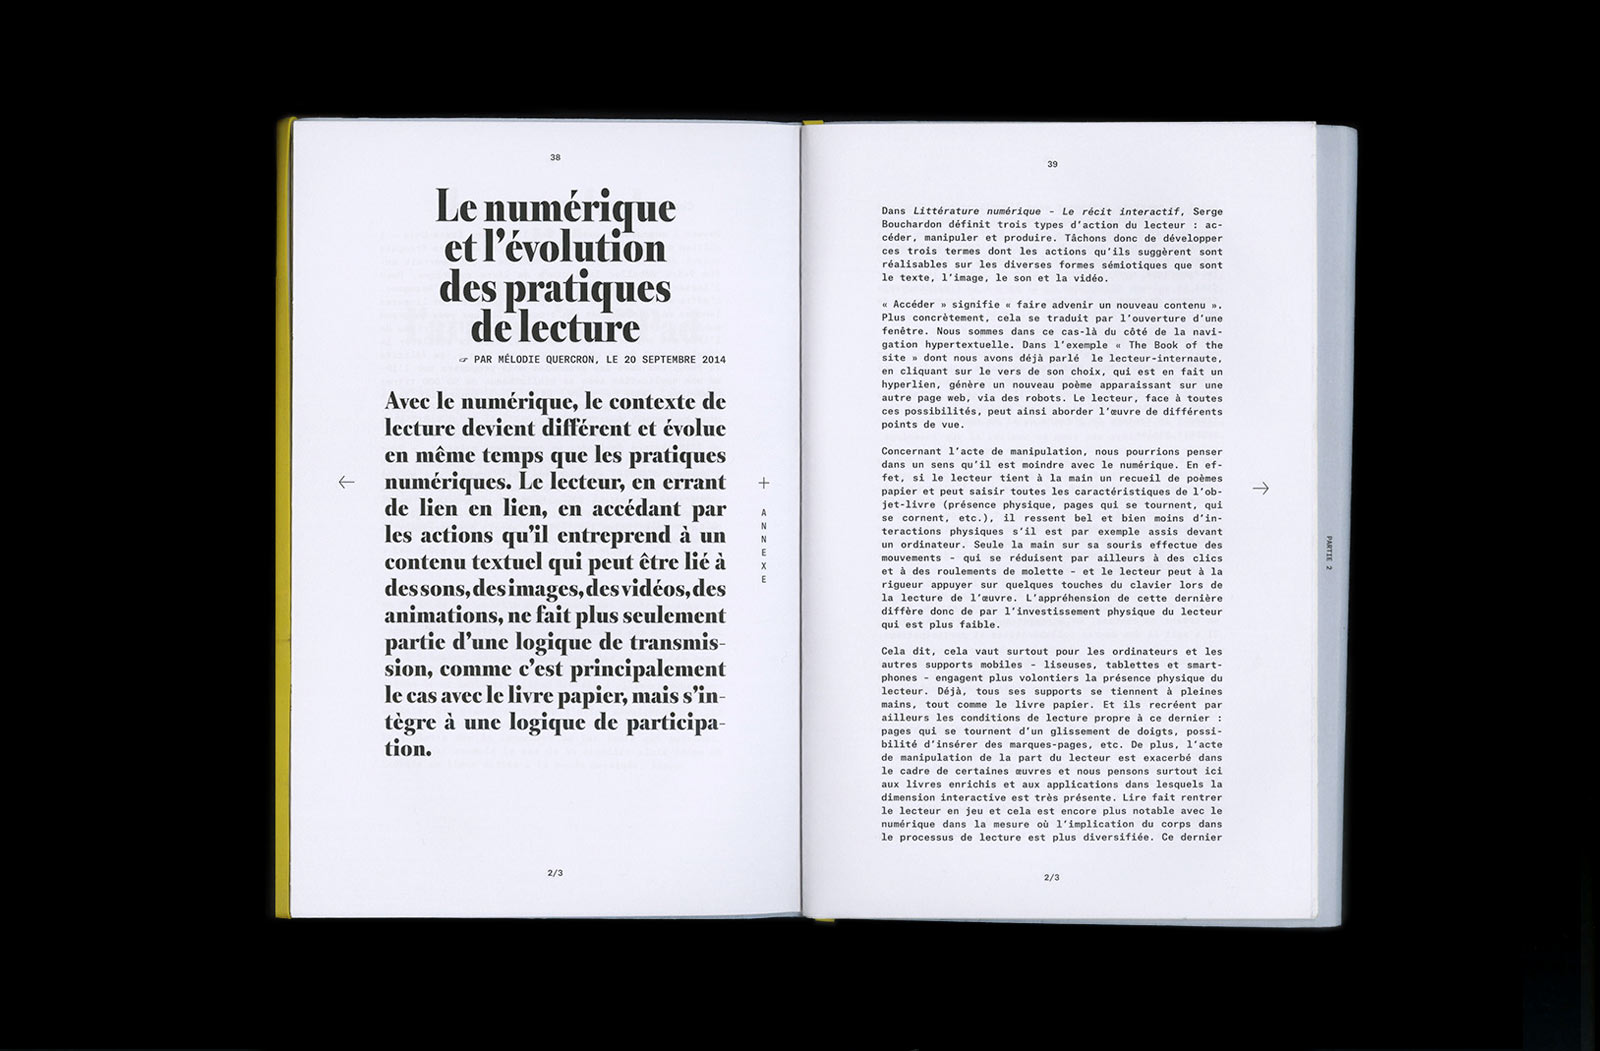 38
Le numérique
et l'évolution
des pratiques
de lecture
☞ PAR MÉLODIE QUERCRON, LE 20 SEPTEMBRE 2014
Avec le numérique, le contexte de
lecture devient différent et évolue
en même temps que les pratiques
numériques. Le lecteur, en errant
de lien en lien, en accédant par
les actions qu'il entreprend à un
contenu textuel qui peut être lié à
des sons, des images, des vidéos, des
animations, ne fait plus seulement
partie d'une logique de transmis-
sion, comme c'est principalement
le cas avec le livre papier, mais s'in-
tègre à une logique de participa-
tion.
←
+
ANNEXE
2/3
39
Dans Littérature numérique - Le récit interactif, Serge
Bouchardon définit trois types d'action du lecteur : ac-
céder, manipuler et produire. Tâchons donc de développer
ces trois termes dont les actions qu'ils suggèrent sont
réalisables sur les diverses formes sémiotiques que sont
le texte, l'image, le son et la vidéo.
« Accéder » signifie « faire advenir un nouveau contenu ».
Plus concrètement, cela se traduit par l'ouverture d'une
fenêtre. Nous sommes dans ce cas-là du côté de la navi-
gation hypertextuelle. Dans l'exemple « The Book of the
site » dont nous avons déjà parlé le lecteur-internaute,
en cliquant sur le vers de son choix, qui est en fait un
hyperlien, génère un nouveau poème apparaissant sur une
autre page web, via des robots. Le lecteur, face à toutes
ces possibilités, peut ainsi aborder l'œuvre de différents
points de vue.
Concernant l'acte de manipulation, nous pourrions penser
dans un sens qu'il est moindre avec le numérique. En ef-
fet, si le lecteur tient à la main un recueil de poèmes
papier et peut saisir toutes les caractéristiques de l'ob-
jet-livre (présence physique, pages qui se tournent, qui
se cornent, etc.), il ressent bel et bien moins d'in-
teractions physiques s'il est par exemple assis devant
un ordinateur. Seule la main sur sa souris effectue des
mouvements - qui se réduisent par ailleurs à des clics
et à des roulements de molette - et le lecteur peut à la
rigueur appuyer sur quelques touches du clavier lors de
la lecture de l'œuvre. L'appréhension de cette dernière
diffère donc de par l'investissement physique du lecteur
qui est plus faible.
Cela dit, cela vaut surtout pour les ordinateurs et les
autres supports mobiles - liseuses, tablettes et smart-
phones - engagent plus volontiers la présence physique du
lecteur. Déjà, tous ses supports se tiennent à pleines
mains, tout comme le livre papier. Et ils recréent par
ailleurs les conditions de lecture propre à ce dernier :
pages qui se tournent d'un glissement de doigts, possi-
bilité d'insérer des marques-pages, etc. De plus, l'acte
de manipulation de la part du lecteur est exacerbé dans
le cadre de certaines œuvres et nous pensons surtout ici
aux livres enrichis et aux applications dans lesquels la
dimension interactive est très présente. Lire fait rentrer
le lecteur en jeu et cela est encore plus notable avec le
numérique dans la mesure où l'implication du corps dans
le processus de lecture est plus diversifiée. Ce dernier
→
PARTIE 2
2/3